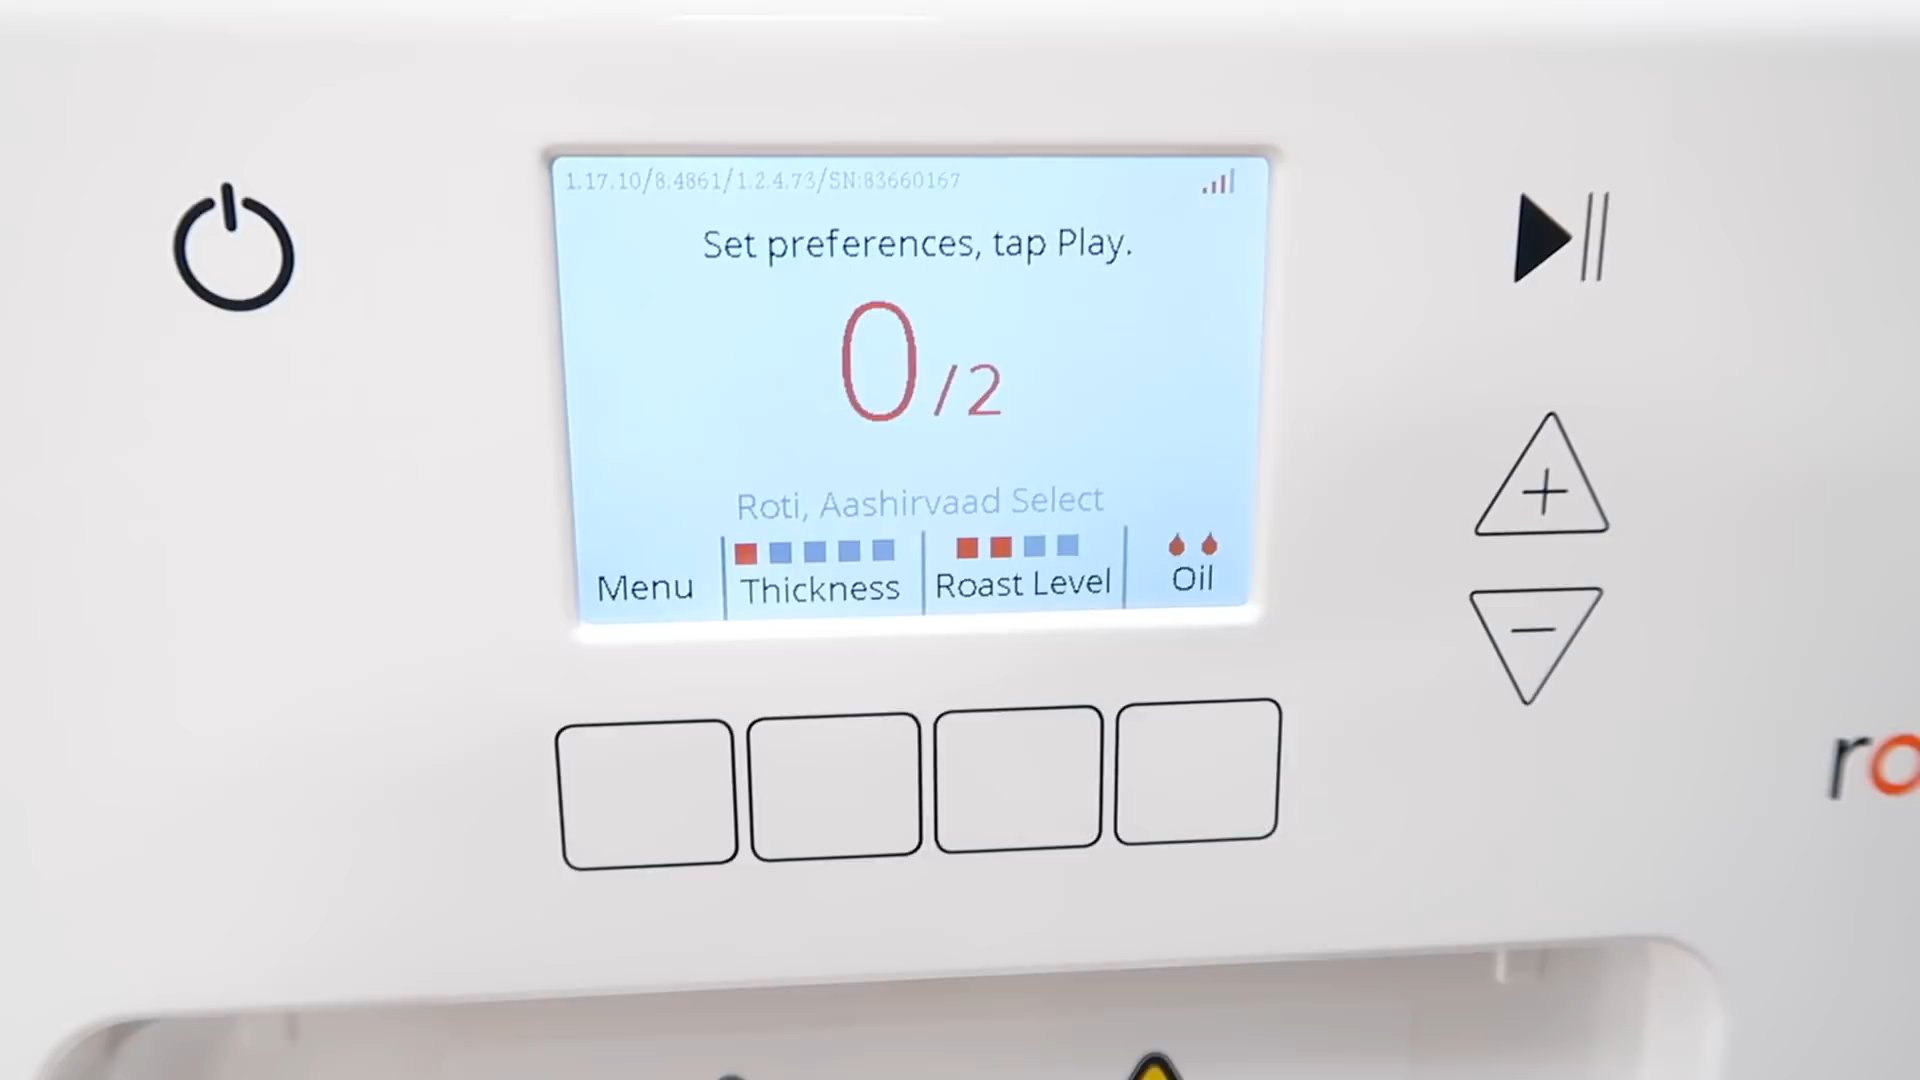 1.17.10/8.4861/1.2.4.73/SN:83660167
Set preferences, tap Play.
0/2
Roti, Aashirvaad Select
Menu Thickness Roast Level Oil
ro